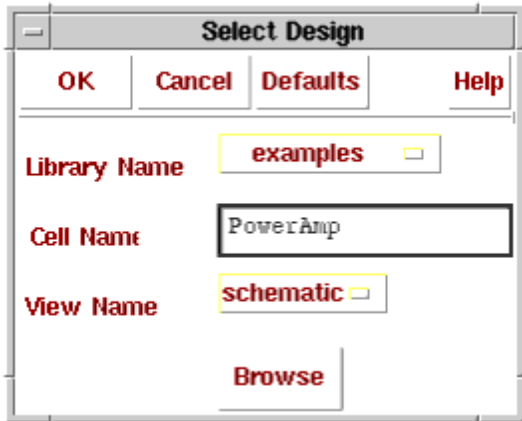 Select Design
OK Cancel Defaults Help
Library Name examples
Cell Name PowerAmp
View Name schematic
Browse